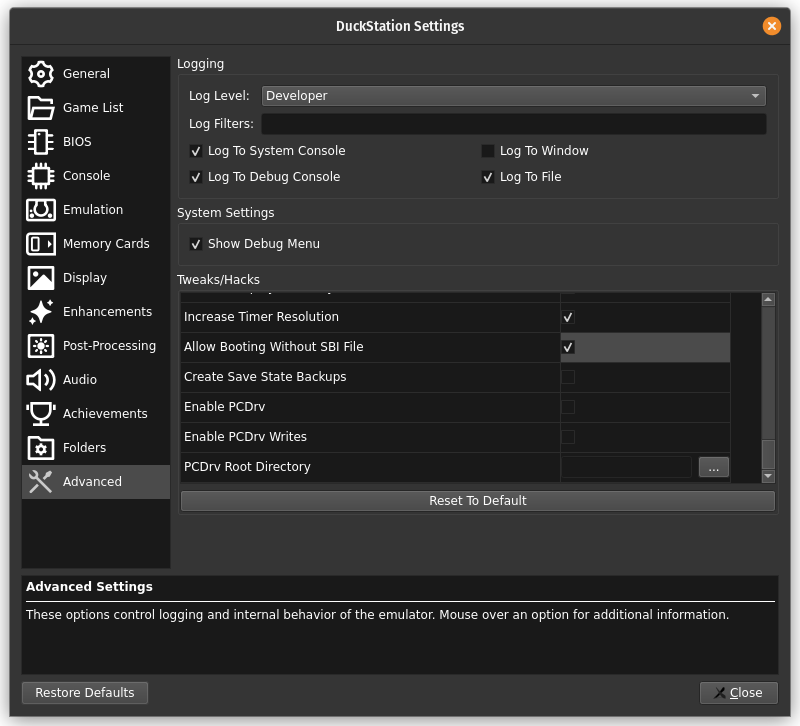 DuckStation Settings
General
Game List
BIOS
Console
Emulation
Memory Cards
Display
Enhancements
Post-Processing
Audio
Achievements
Folders
Advanced
Logging
Log Level: Developer
Log Filters:
Log To System Console Log To Window
Log To Debug Console Log To File
System Settings
Show Debug Menu
Tweaks/Hacks
Increase Timer Resolution
Allow Booting Without SBI File
Create Save State Backups
Enable PCDrv
Enable PCDrv Writes
PCDrv Root Directory ...
Reset To Default
Advanced Settings
These options control logging and internal behavior of the emulator. Mouse over an option for additional information.
Restore Defaults Close